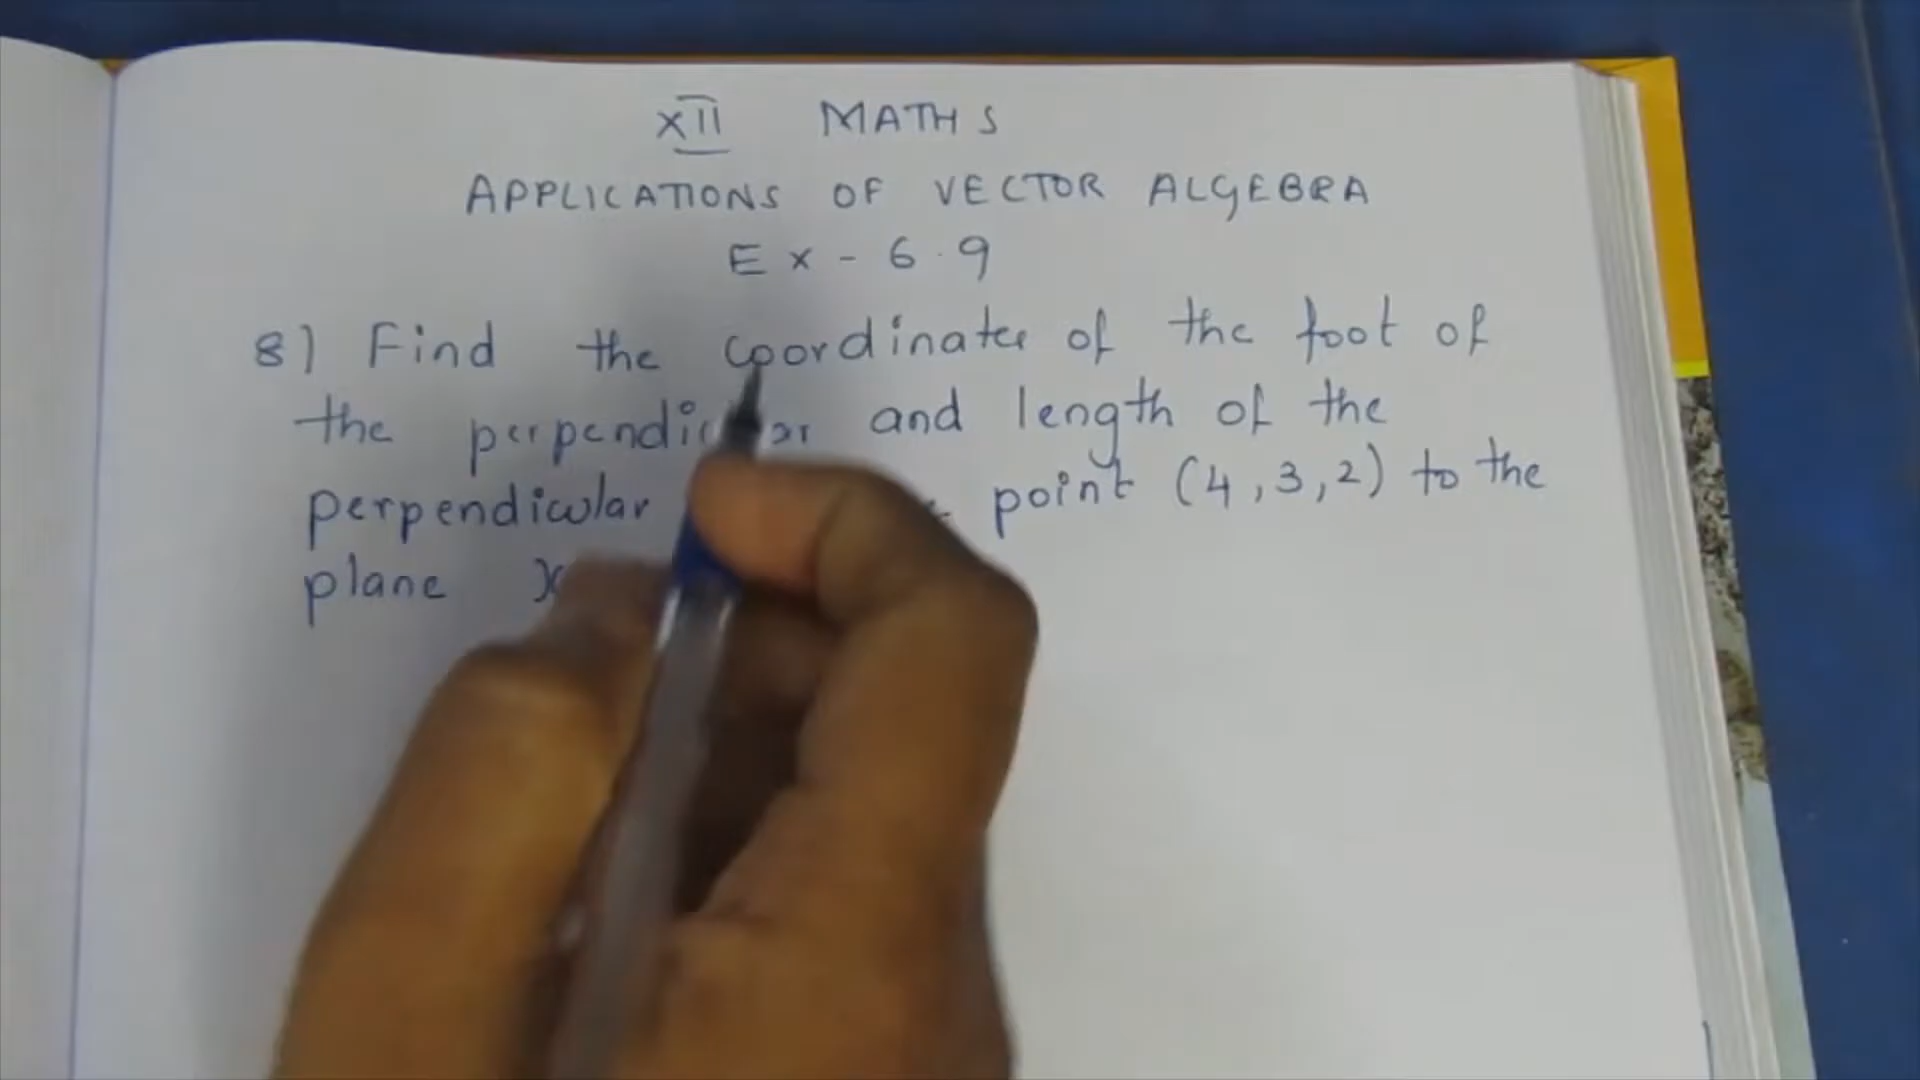 XII MATHS
APPLICATIONS OF VECTOR ALGEBRA
Ex - 6.9
8) Find the coordinates of the foot of
the and length of the
perpendicular point (4,3,2) to the
plane x